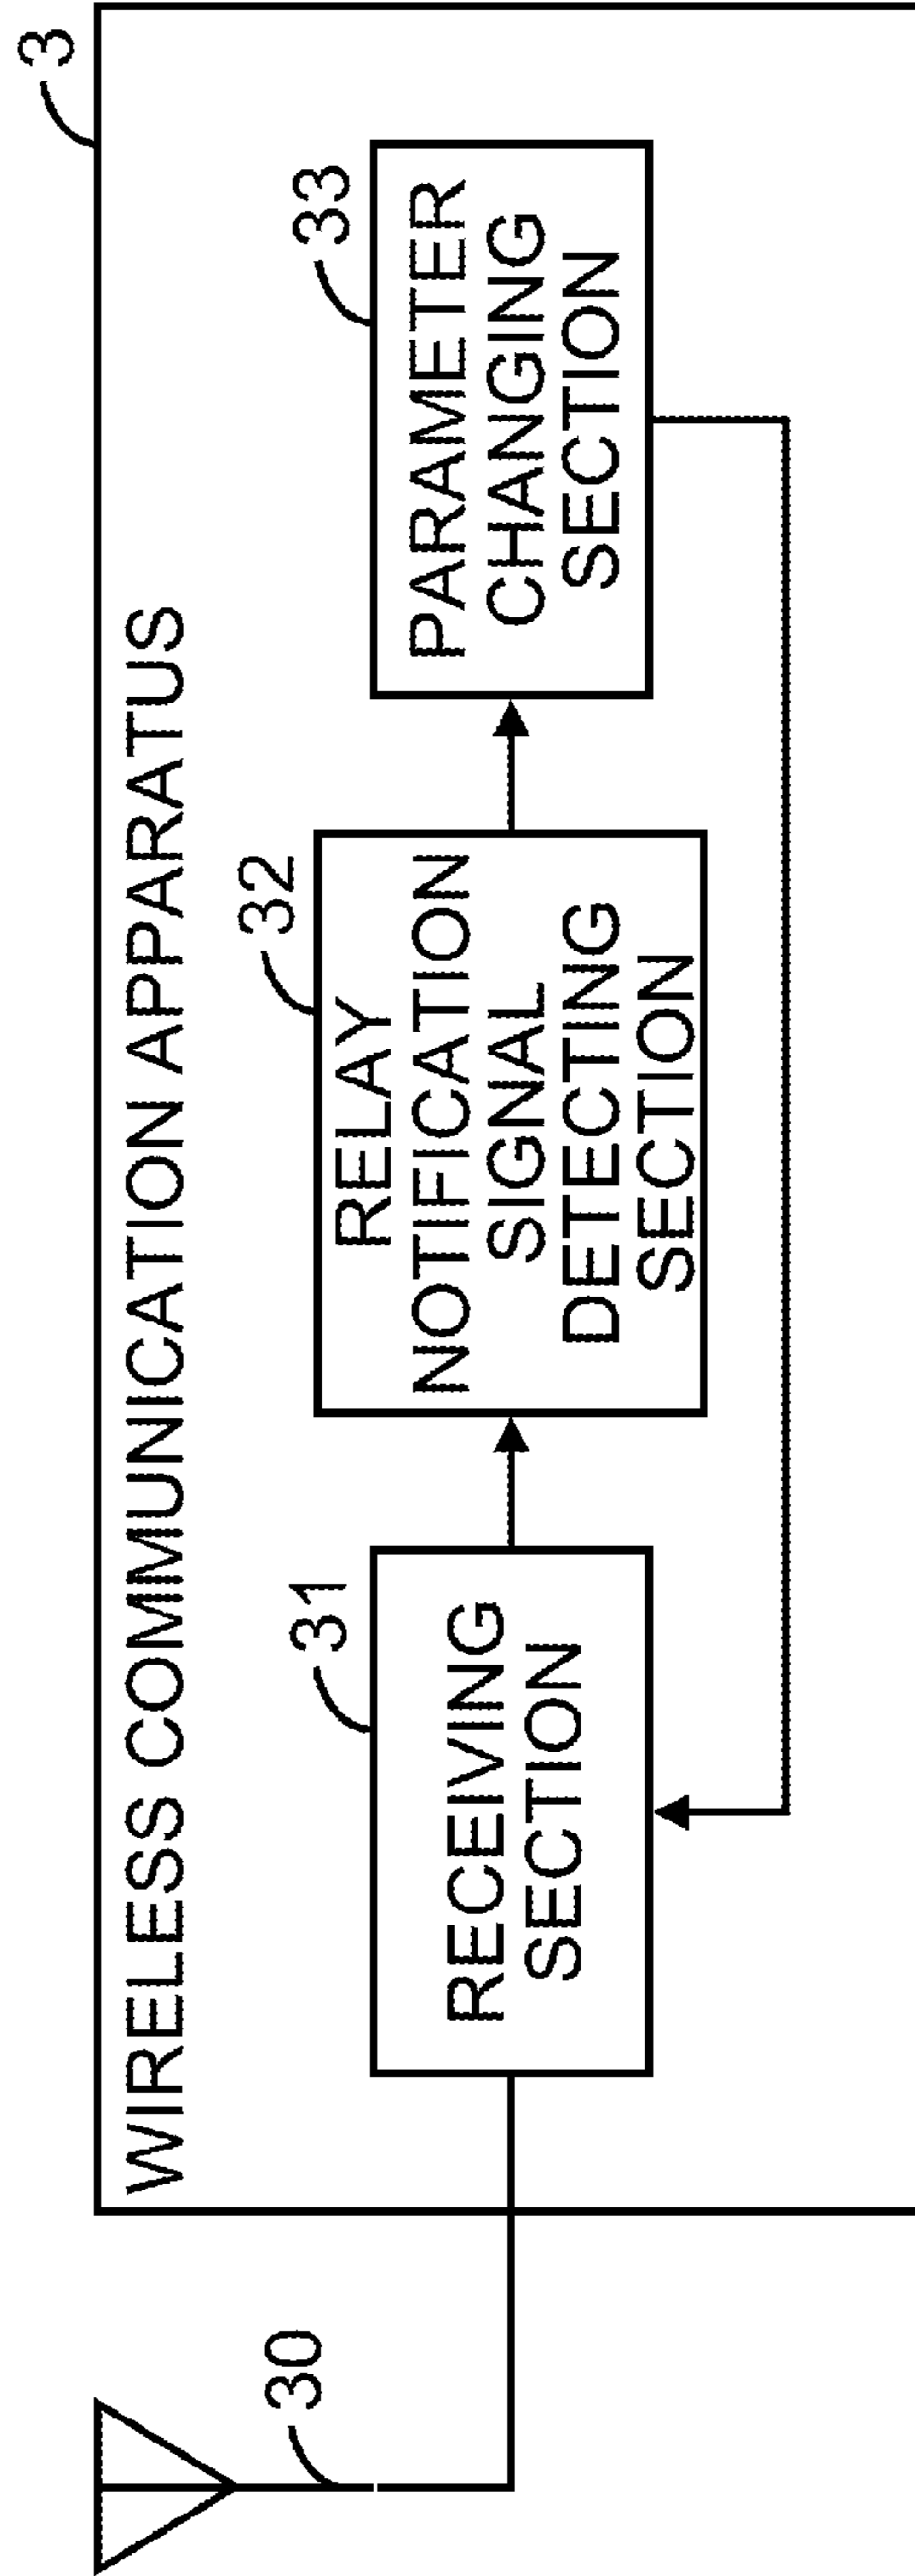 3
WIRELESS COMMUNICATION APPARATUS
30
31
RECEIVING
SECTION
32
RELAY
NOTIFICATION
SIGNAL
DETECTING
SECTION
33
PARAMETER
CHANGING
SECTION